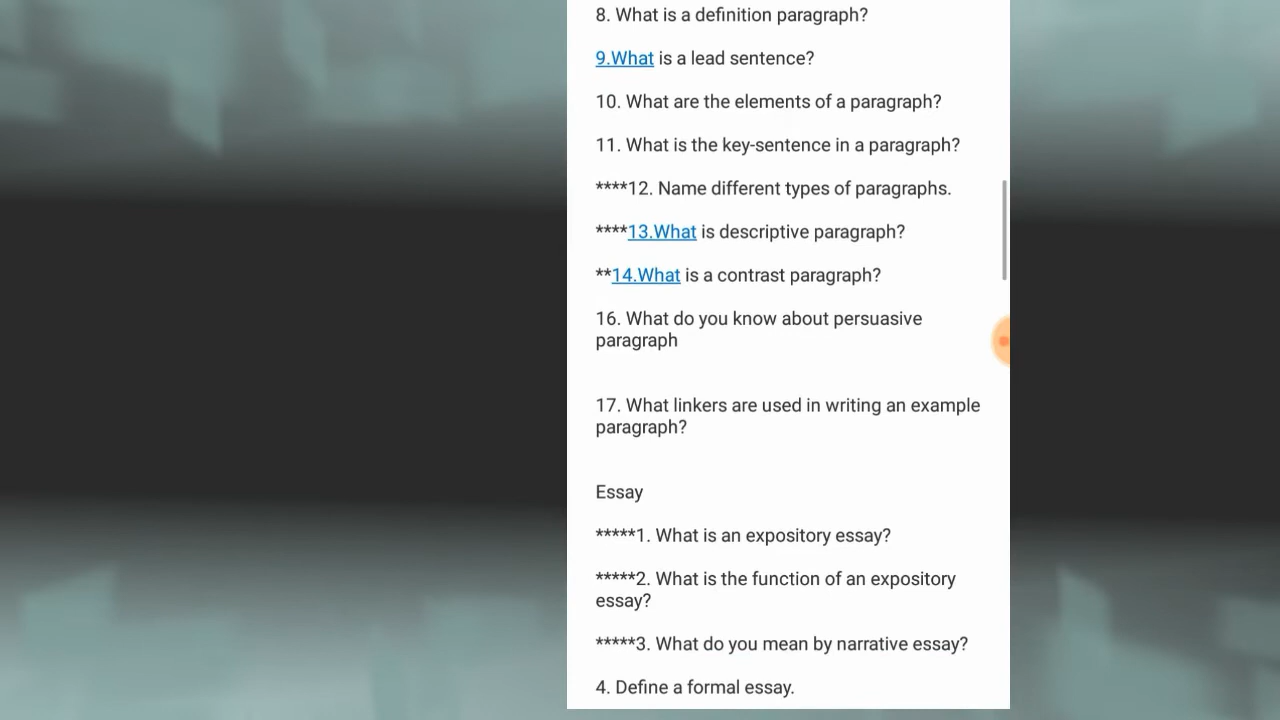 8. What is a definition paragraph?
9.What is a lead sentence?
10. What are the elements of a paragraph?
11. What is the key-sentence in a paragraph?
****12. Name different types of paragraphs.
****13.What is descriptive paragraph?
**14.What is a contrast paragraph?
16. What do you know about persuasive
paragraph
17. What linkers are used in writing an example
paragraph?
Essay
*****1. What is an expository essay?
*****2. What is the function of an expository
essay?
*****3. What do you mean by narrative essay?
4. Define a formal essay.